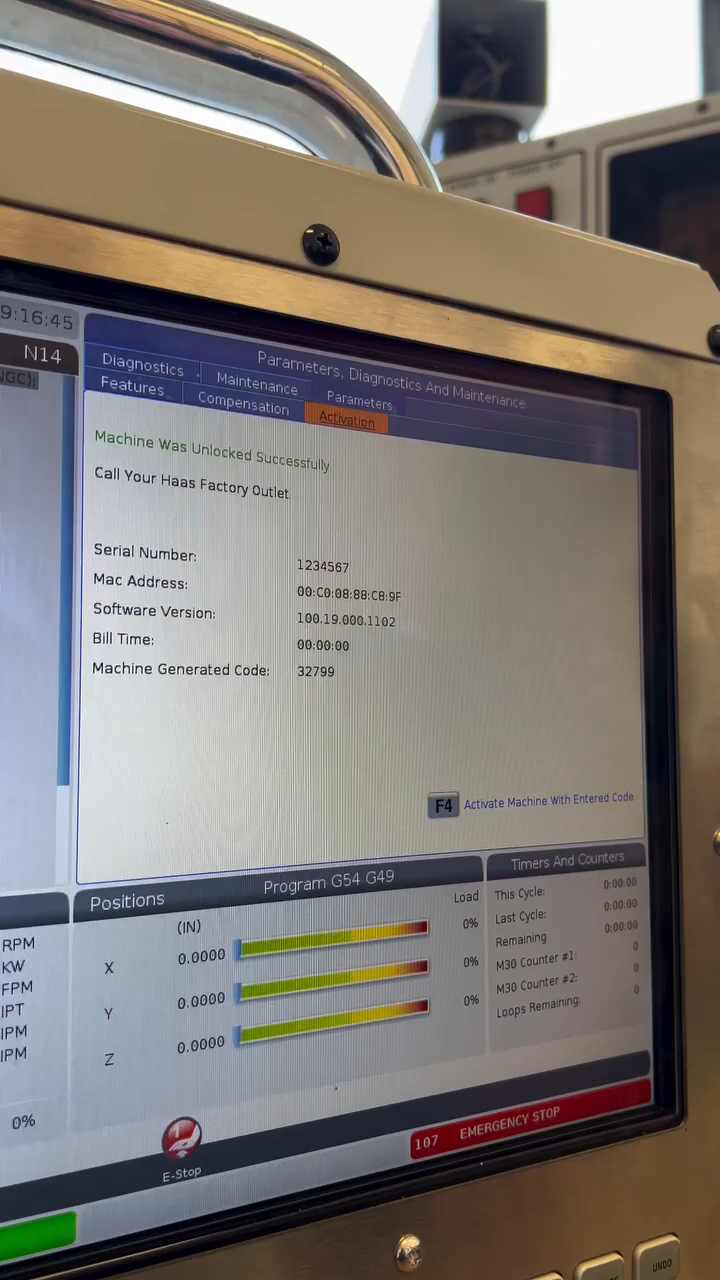 9:16:45
N14
NGC):
Parameters, Diagnostics And Maintenance
Diagnostics
Maintenance
Parameters
Features
Compensation
Activation
Machine Was Unlocked Successfully
Call Your Haas Factory Outlet
Serial Number: 1234567
Mac Address: 00:C0:08:88:C8:9F
Software Version: 100.19.000.1102
Bill Time: 00:00:00
Machine Generated Code: 32799
F4 Activate Machine With Entered Code
Positions Program G54 G49
(IN) Load
X 0.0000 0%
Y 0.0000 0%
Z 0.0000 0%
Timers And Counters
This Cycle: 0:00:00
Last Cycle: 0:00:00
Remaining 0:00:00
M30 Counter #1: 0
M30 Counter #2: 0
Loops Remaining: 0
RPM
KW
FPM
IPT
IPM
IPM
0%
E-Stop
107 EMERGENCY STOP
UNDO